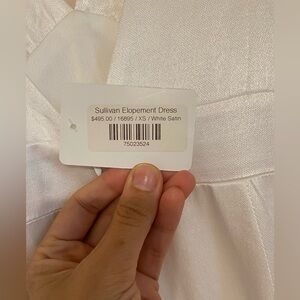 Sullivan Elopement Dress
$495.00 / 16895 / XS / White Satin
75023524